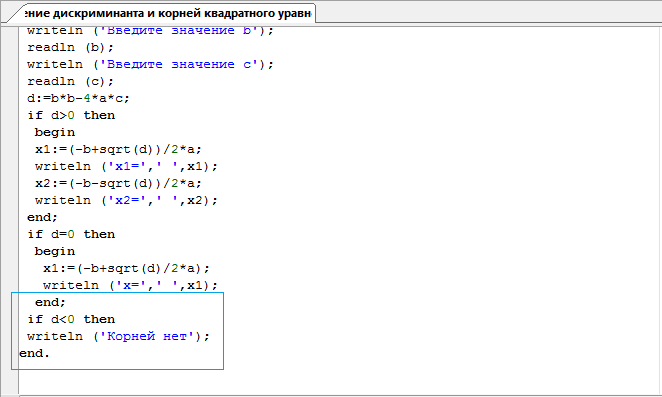 ение дискриминанта и корней квадратного уравн
writeln ('Введите значение b');
readln (b);
writeln ('Введите значение c');
readln (c);
d:=b*b-4*a*c;
if d>0 then
begin
x1:=(-b+sqrt(d))/2*a;
writeln ('x1=',' ',x1);
x2:=(-b-sqrt(d))/2*a;
writeln ('x2=',' ',x2);
end;
if d=0 then
begin
x1:=(-b+sqrt(d)/2*a);
writeln ('x=',' ',x1);
end;
if d<0 then
writeln ('Корней нет');
end.